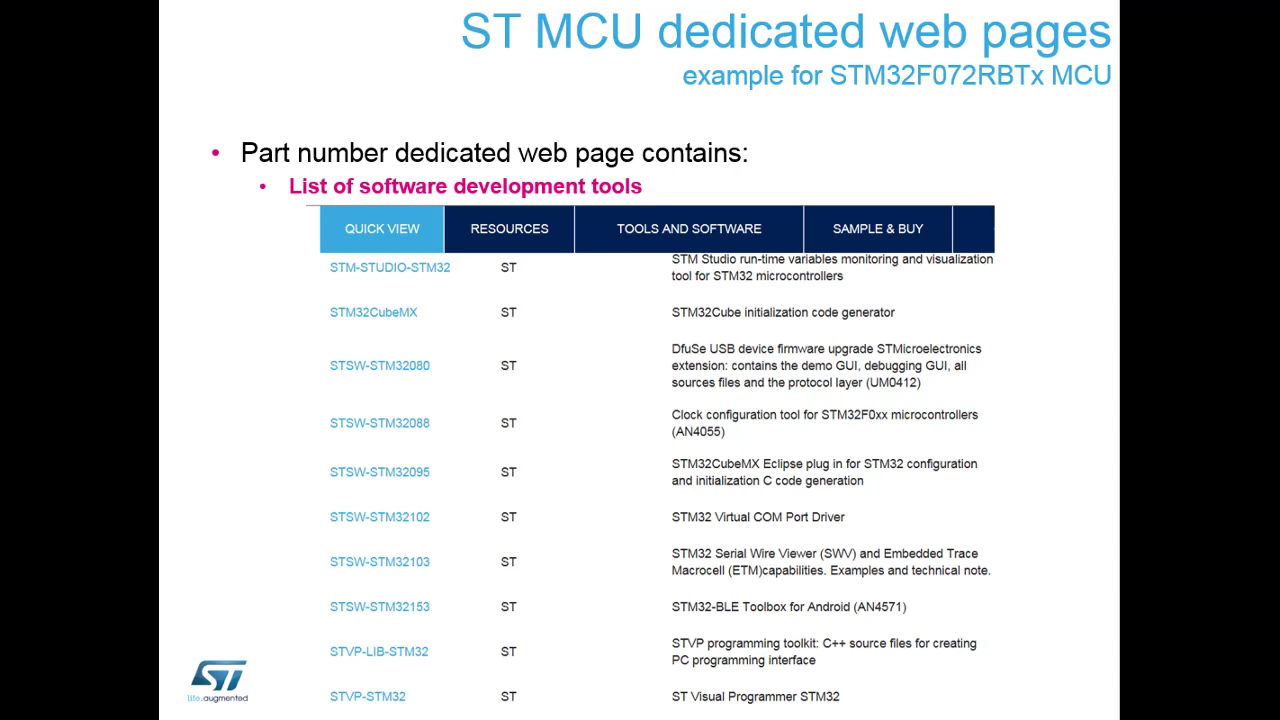 ST MCU dedicated web pages
example for STM32F072RBTx MCU
• Part number dedicated web page contains:
• List of software development tools
QUICK VIEW RESOURCES TOOLS AND SOFTWARE SAMPLE & BUY
STM-STUDIO-STM32 ST STM Studio run-time variables monitoring and visualization
tool for STM32 microcontrollers
STM32CubeMX ST STM32Cube initialization code generator
DfuSe USB device firmware upgrade STMicroelectronics
STSW-STM32080 ST extension: contains the demo GUI, debugging GUI, all
sources files and the protocol layer (UM0412)
STSW-STM32088 ST Clock configuration tool for STM32F0xx microcontrollers
(AN4055)
STSW-STM32095 ST STM32CubeMX Eclipse plug in for STM32 configuration
and initialization C code generation
STSW-STM32102 ST STM32 Virtual COM Port Driver
STSW-STM32103 ST STM32 Serial Wire Viewer (SWV) and Embedded Trace
Macrocell (ETM)capabilities. Examples and technical note.
STSW-STM32153 ST STM32-BLE Toolbox for Android (AN4571)
STVP-LIB-STM32 ST STVP programming toolkit: C++ source files for creating
PC programming interface
STVP-STM32 ST ST Visual Programmer STM32
ST
life.augmented